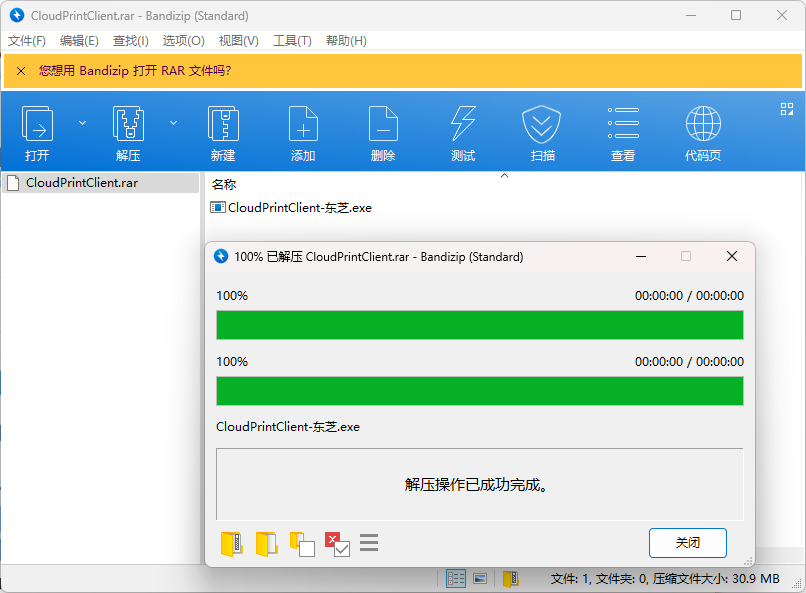 CloudPrintClient.rar - Bandizip (Standard)
文件(F) 编辑(E) 查找(I) 选项(O) 视图(V) 工具(T) 帮助(H)
您想用 Bandizip 打开 RAR 文件吗?
打开 解压 新建 添加 删除 测试 扫描 查看 代码页
CloudPrintClient.rar
名称
CloudPrintClient-东芝.exe
100% 已解压 CloudPrintClient.rar - Bandizip (Standard)
100% 00:00:00 / 00:00:00
100% 00:00:00 / 00:00:00
CloudPrintClient-东芝.exe
解压操作已成功完成。
关闭
文件: 1, 文件夹: 0, 压缩文件大小: 30.9 MB